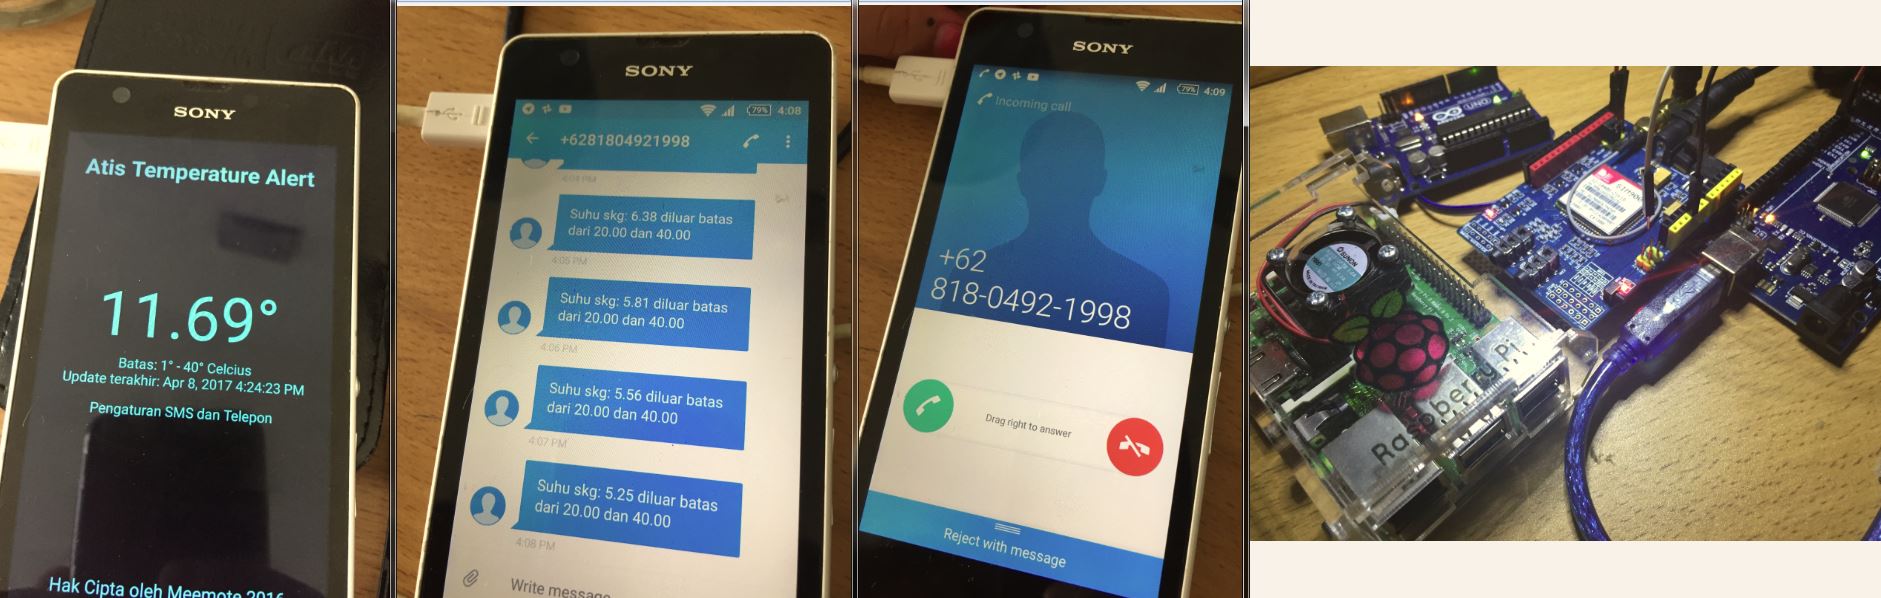 SONY
Atis Temperature Alert
11.69°
Batas: 1° - 40° Celcius
Update terakhir: Apr 8, 2017 4:24:23 PM
Pengaturan SMS dan Telepon
Hak Cipta oleh Meemote 2016
SONY
79% 4:08
+6281804921998
4:04 PM
Suhu skg: 6.38 diluar batas
dari 20.00 dan 40.00
4:05 PM
Suhu skg: 5.81 diluar batas
dari 20.00 dan 40.00
4:06 PM
Suhu skg: 5.56 diluar batas
dari 20.00 dan 40.00
4:07 PM
Suhu skg: 5.25 diluar batas
dari 20.00 dan 40.00
4:08 PM
Write message
SONY
79% 4:09
Incoming call
+62
818-0492-1998
Drag right to answer
Reject with message
UNO
SUNON
Raspberry Pi